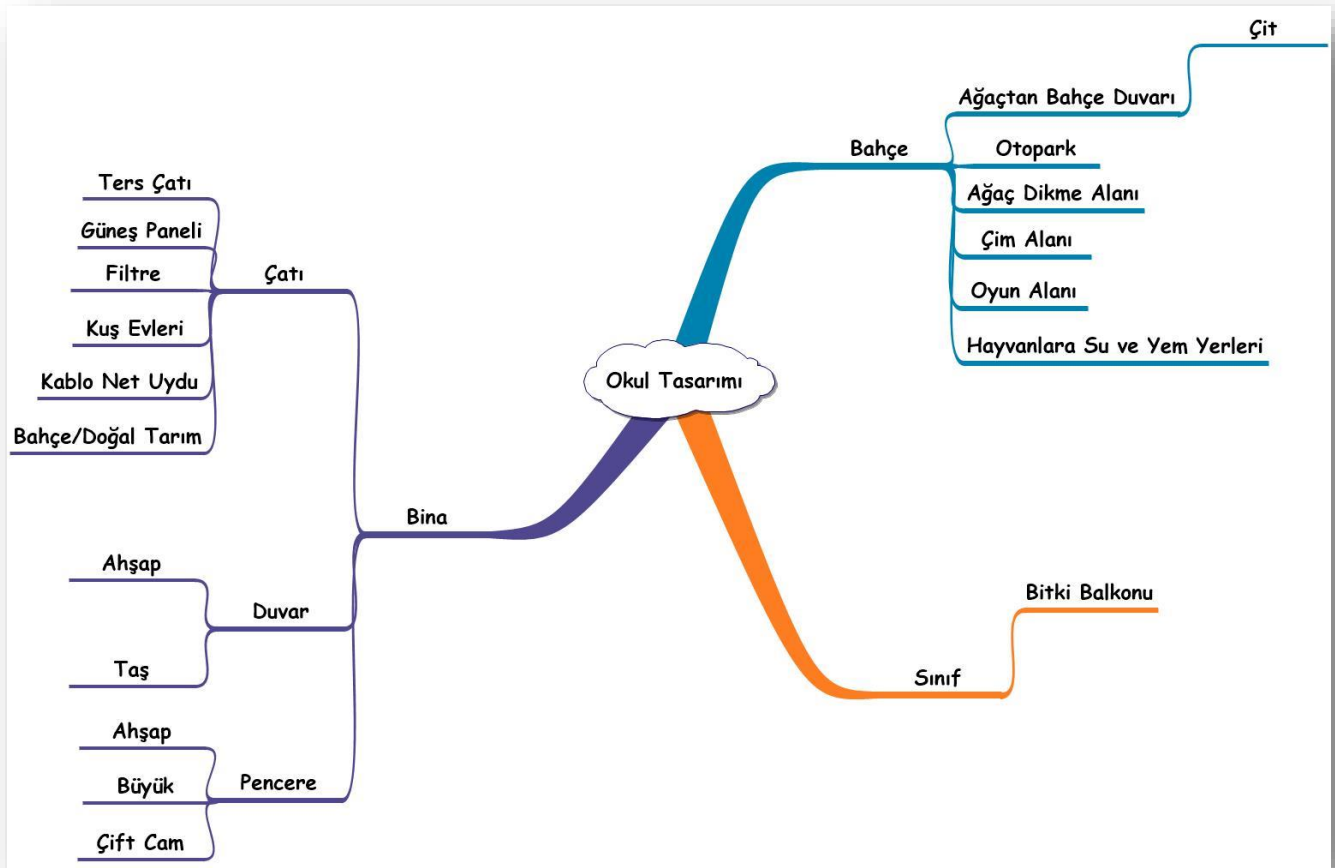 Okul Tasarımı
Bahçe
Ağaçtan Bahçe Duvarı
Çit
Otopark
Ağaç Dikme Alanı
Çim Alanı
Oyun Alanı
Hayvanlara Su ve Yem Yerleri
Sınıf
Bitki Balkonu
Bina
Çatı
Ters Çatı
Güneş Paneli
Filtre
Kuş Evleri
Kablo Net Uydu
Bahçe/Doğal Tarım
Duvar
Ahşap
Taş
Pencere
Ahşap
Büyük
Çift Cam